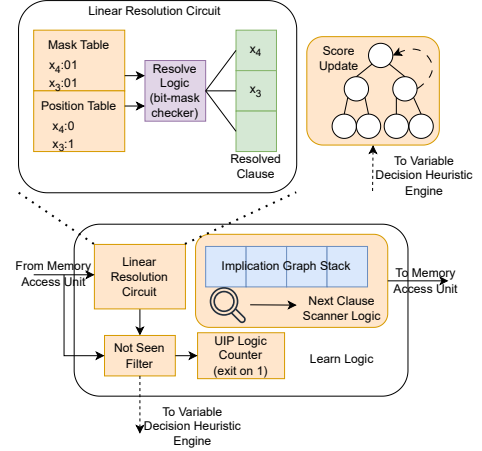 Linear Resolution Circuit
Mask Table
x4:01
x3:01
Position Table
x4:0
x3:1
Resolve
Logic
(bit-mask
checker)
x4
x3
Resolved
Clause
Score
Update
To Variable
Decision Heuristic
Engine
From Memory
Access Unit
Linear
Resolution
Circuit
Implication Graph Stack
Next Clause
Scanner Logic
To Memory
Access Unit
Not Seen
Filter
UIP Logic
Counter
(exit on 1)
Learn Logic
To Variable
Decision Heuristic
Engine